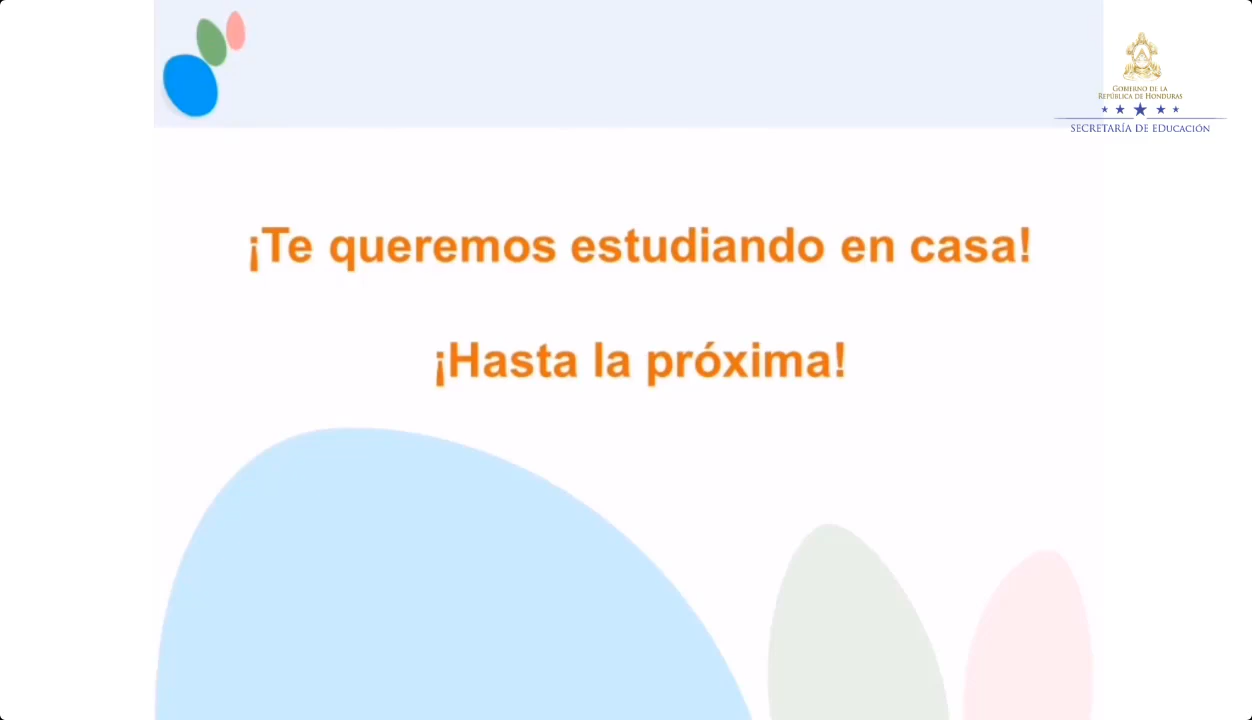 GOBIERNO DE LA
REPÚBLICA DE HONDURAS
SECRETARÍA DE EDUCACIÓN
¡Te queremos estudiando en casa!
¡Hasta la próxima!